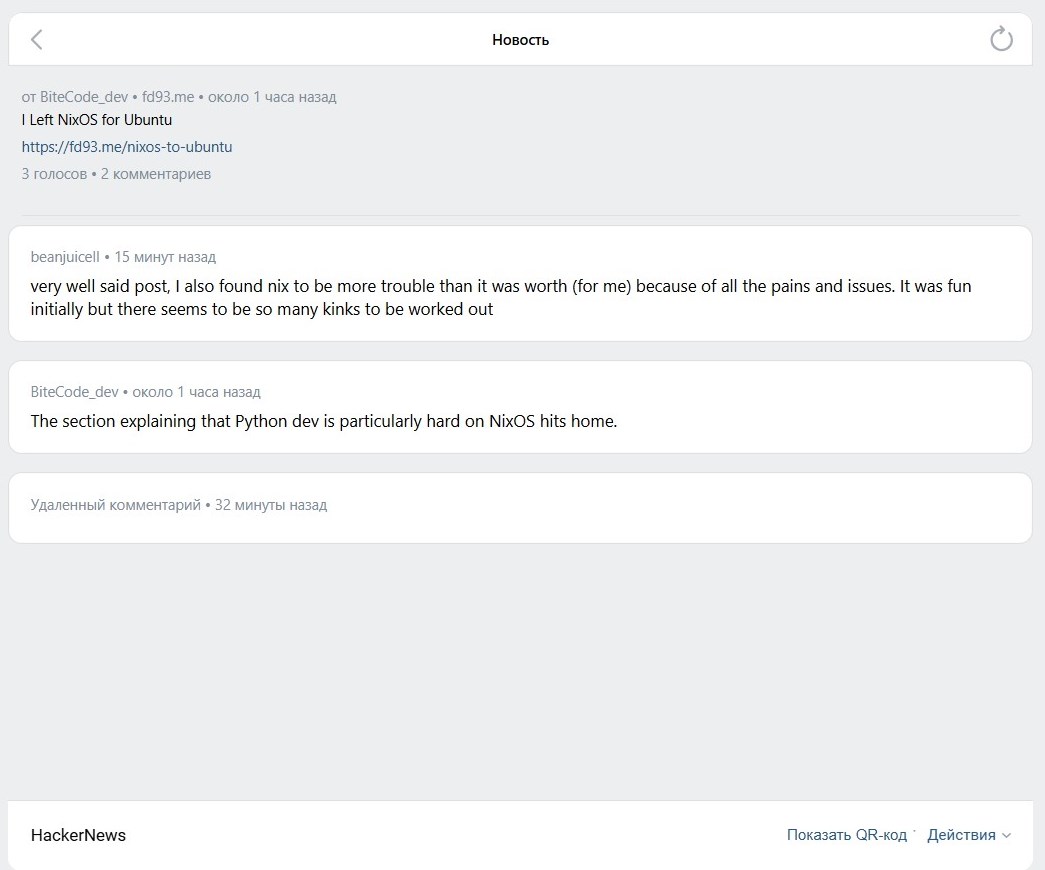 Новость
от BiteCode_dev • fd93.me • около 1 часа назад
I Left NixOS for Ubuntu
https://fd93.me/nixos-to-ubuntu
3 голосов • 2 комментариев
beanjuicell • 15 минут назад
very well said post, I also found nix to be more trouble than it was worth (for me) because of all the pains and issues. It was fun
initially but there seems to be so many kinks to be worked out
BiteCode_dev • около 1 часа назад
The section explaining that Python dev is particularly hard on NixOS hits home.
Удаленный комментарий • 32 минуты назад
HackerNews Показать QR-код · Действия